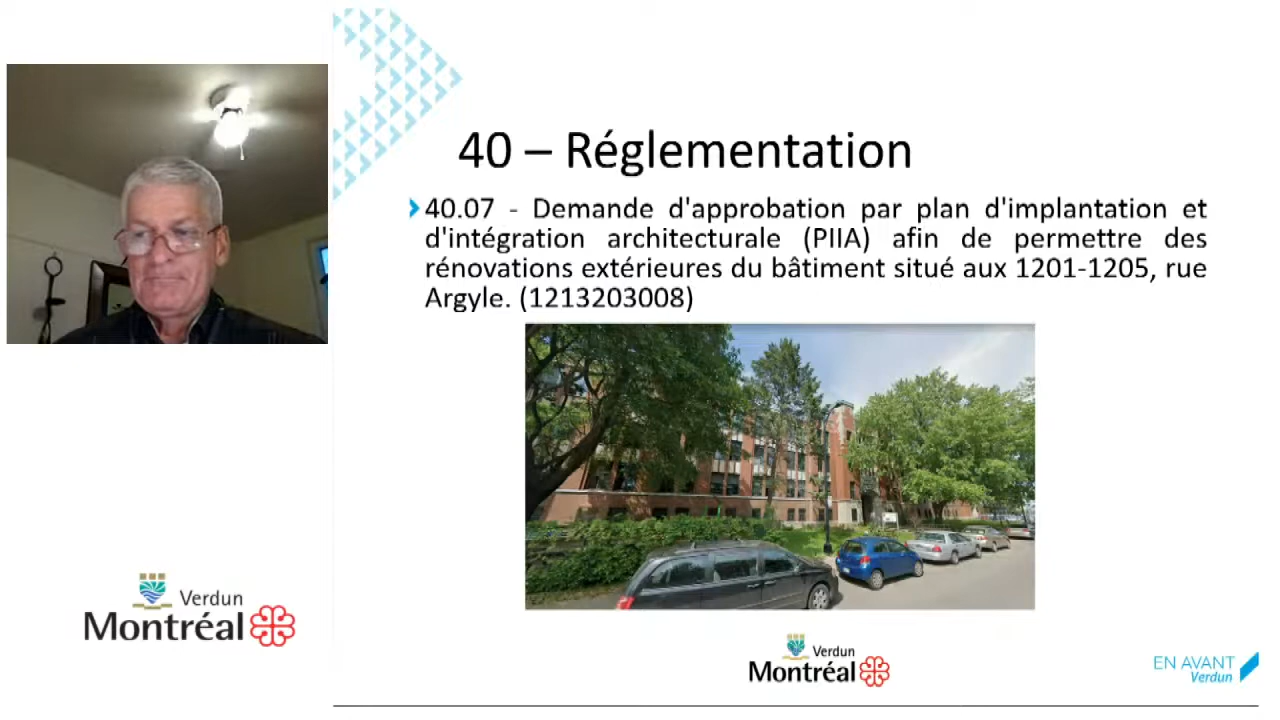 40 – Réglementation
40.07 - Demande d'approbation par plan d'implantation et
d'intégration architecturale (PIIA) afin de permettre des
rénovations extérieures du bâtiment situé aux 1201-1205, rue
Argyle. (1213203008)
Verdun
Montréal
Verdun
Montréal
EN AVANT
Verdun